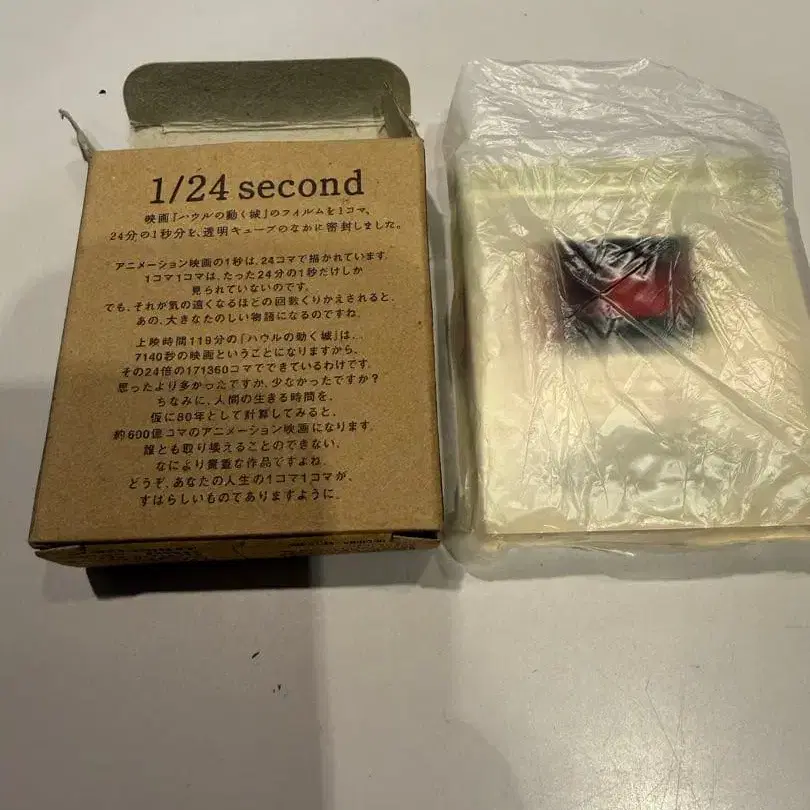 1/24 second
映画『ハウルの動く城』のフィルムを1コマ、
24分の1秒分を、透明キューブのなかに密封しました。
アニメーション映画の1秒は、24コマで描かれています。
1コマ1コマは、たった24分の1秒だけしか
見られていないのです。
でも、それが気の遠くなるほどの回数くりかえされると、
あの、大きなたのしい物語になるのですね。
上映時間119分の『ハウルの動く城』は、
7140秒の映画ということになりますから、
その24倍の171360コマでできているわけです。
思ったより多かったですか、少なかったですか?
ちなみに、人間の生きる時間を、
仮に80年として計算してみると、
約600億コマのアニメーション映画になります。
誰とも取り換えることのできない、
なにより貴重な作品ですよね。
どうぞ、あなたの人生の1コマ1コマが、
すばらしいものでありますように。